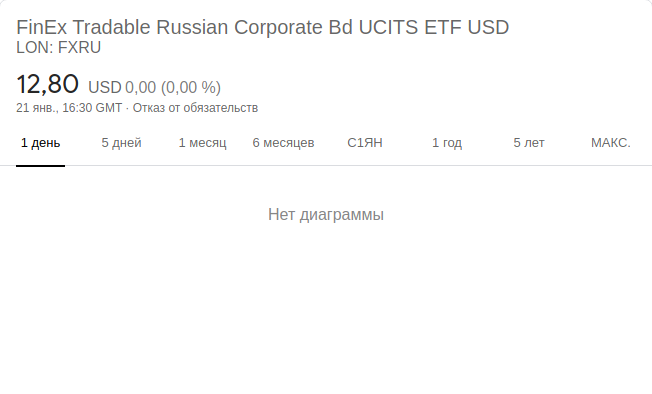 FinEx Tradable Russian Corporate Bd UCITS ETF USD
LON: FXRU
12,80 USD 0,00 (0,00 %)
21 янв., 16:30 GMT · Отказ от обязательств
1 день 5 дней 1 месяц 6 месяцев С1ЯН 1 год 5 лет МАКС.
Нет диаграммы